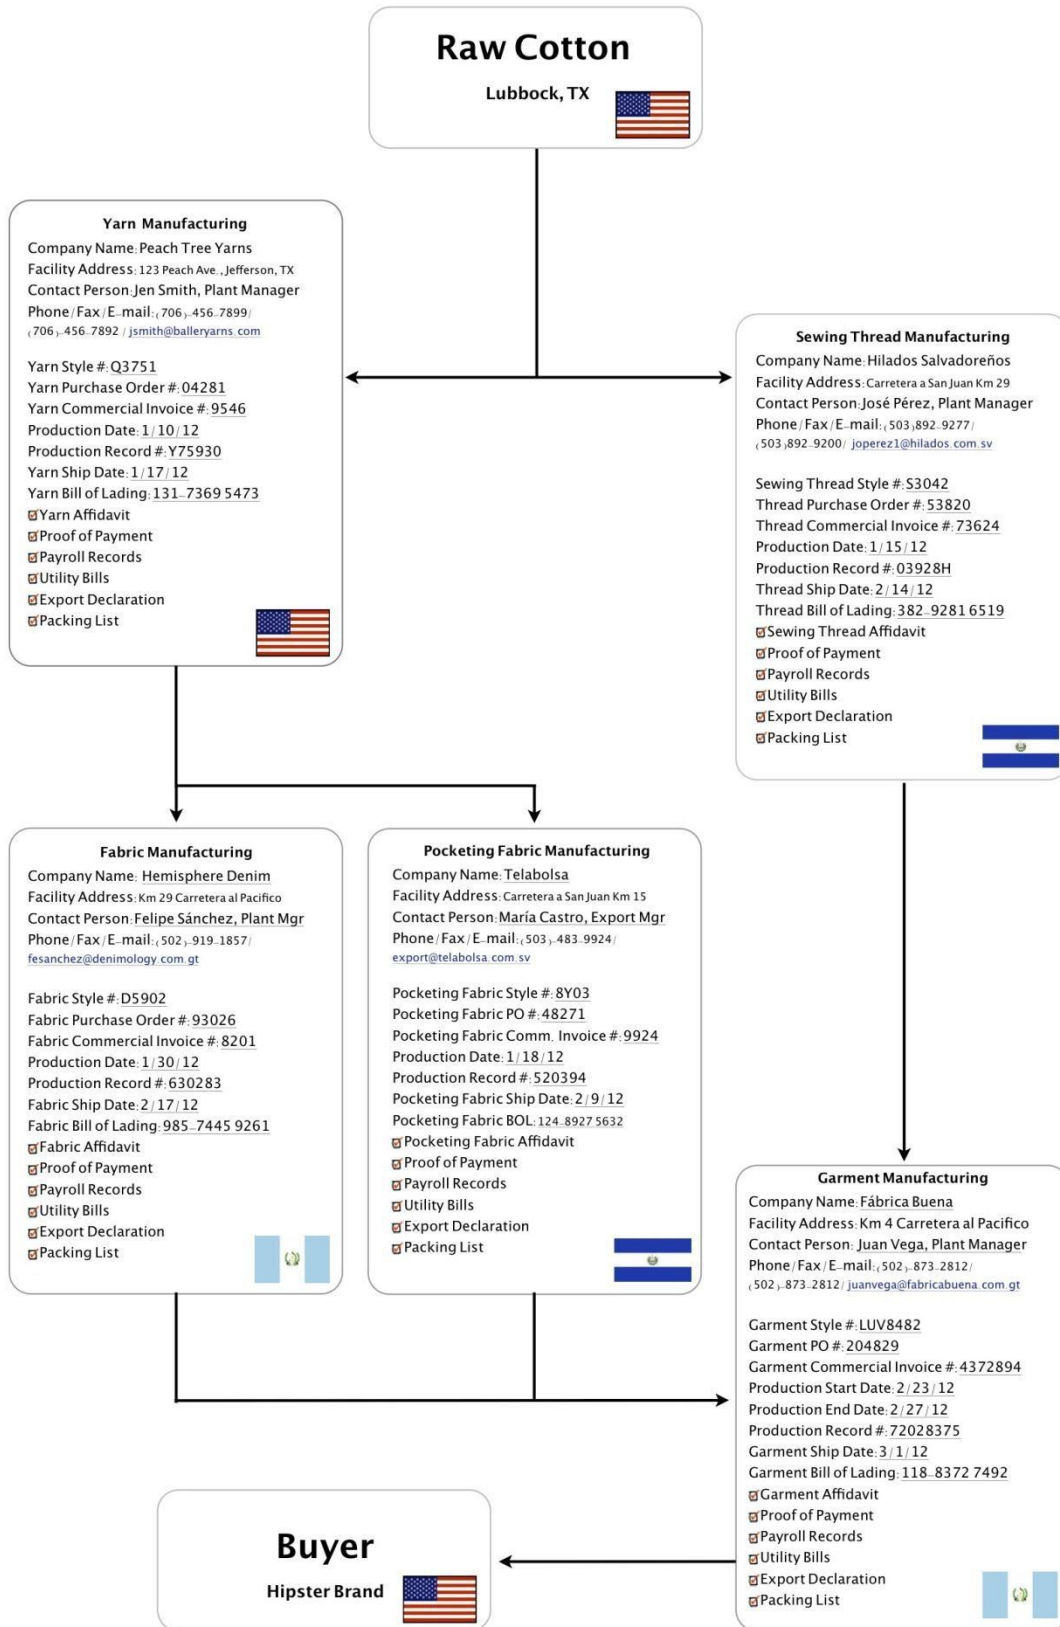 Raw Cotton
Lubbock, TX
Yarn Manufacturing
Company Name: Peach Tree Yarns
Facility Address: 123 Peach Ave., Jefferson, TX
Contact Person: Jen Smith, Plant Manager
Phone/Fax/E-mail: (706)-456-7899/
(706)-456-7892 / jsmith@balleryarns.com
Yarn Style #: Q3751
Yarn Purchase Order #: 04281
Yarn Commercial Invoice #: 9546
Production Date: 1/10/12
Production Record #: Y75930
Yarn Ship Date: 1/17/12
Yarn Bill of Lading: 131-7369 5473
Yarn Affidavit
Proof of Payment
Payroll Records
Utility Bills
Export Declaration
Packing List
Sewing Thread Manufacturing
Company Name: Hilados Salvadoreños
Facility Address: Carretera a San Juan Km 29
Contact Person: José Pérez, Plant Manager
Phone/Fax/E-mail: (503)892-9277/
(503)892-9200/ joperez1@hilados.com.sv
Sewing Thread Style #: S3042
Thread Purchase Order #: 53820
Thread Commercial Invoice #: 73624
Production Date: 1/15/12
Production Record #: 03928H
Thread Ship Date: 2/14/12
Thread Bill of Lading: 382-9281 6519
Sewing Thread Affidavit
Proof of Payment
Payroll Records
Utility Bills
Export Declaration
Packing List
Fabric Manufacturing
Company Name: Hemisphere Denim
Facility Address: Km 29 Carretera al Pacifico
Contact Person: Felipe Sánchez, Plant Mgr
Phone/Fax/E-mail: (502)-919-1857/
fesanchez@denimology.com.gt
Fabric Style #: D5902
Fabric Purchase Order #: 93026
Fabric Commercial Invoice #: 8201
Production Date: 1/30/12
Production Record #: 630283
Fabric Ship Date: 2/17/12
Fabric Bill of Lading: 985-7445 9261
Fabric Affidavit
Proof of Payment
Payroll Records
Utility Bills
Export Declaration
Packing List
Pocketing Fabric Manufacturing
Company Name: Telabolsa
Facility Address: Carretera a San Juan Km 15
Contact Person: María Castro, Export Mgr
Phone/Fax/E-mail: (503)-483-9924/
export@telabolsa.com.sv
Pocketing Fabric Style #: 8Y03
Pocketing Fabric PO #: 48271
Pocketing Fabric Comm. Invoice #: 9924
Production Date: 1/18/12
Production Record #: 520394
Pocketing Fabric Ship Date: 2/9/12
Pocketing Fabric BOL: 124-8927 5632
Pocketing Fabric Affidavit
Proof of Payment
Payroll Records
Utility Bills
Export Declaration
Packing List
Garment Manufacturing
Company Name: Fábrica Buena
Facility Address: Km 4 Carretera al Pacifico
Contact Person: Juan Vega, Plant Manager
Phone/Fax/E-mail: (502)-873-2812/
(502)-873-2812/ juanvega@fabricabuena.com.gt
Garment Style #: LUV8482
Garment PO #: 204829
Garment Commercial Invoice #: 4372894
Production Start Date: 2/23/12
Production End Date: 2/27/12
Production Record #: 72028375
Garment Ship Date: 3/1/12
Garment Bill of Lading: 118-8372 7492
Garment Affidavit
Proof of Payment
Payroll Records
Utility Bills
Export Declaration
Packing List
Buyer
Hipster Brand